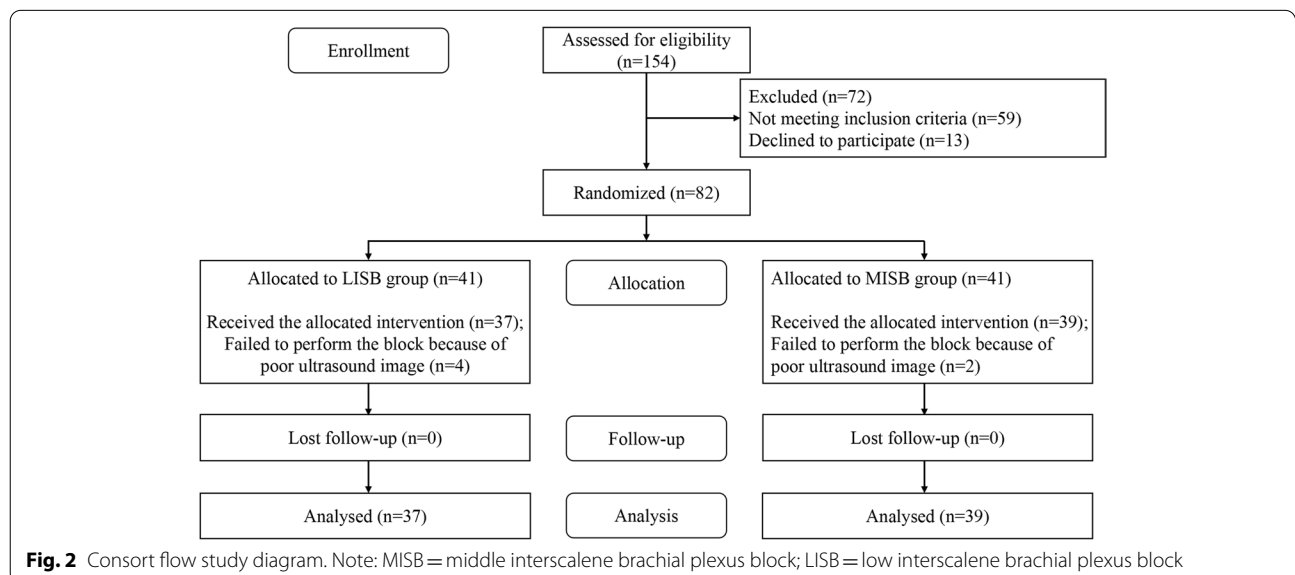 Enrollment
Assessed for eligibility
(n=154)
Excluded (n=72)
Not meeting inclusion criteria (n=59)
Declined to participate (n=13)
Randomized (n=82)
Allocated to LISB group (n=41)
Received the allocated intervention (n=37);
Failed to perform the block because of
poor ultrasound image (n=4)
Allocation
Allocated to MISB group (n=41)
Received the allocated intervention (n=39);
Failed to perform the block because of
poor ultrasound image (n=2)
Lost follow-up (n=0)
Follow-up
Lost follow-up (n=0)
Analysed (n=37)
Analysis
Analysed (n=39)
Fig. 2 Consort flow study diagram. Note: MISB = middle interscalene brachial plexus block; LISB = low interscalene brachial plexus block